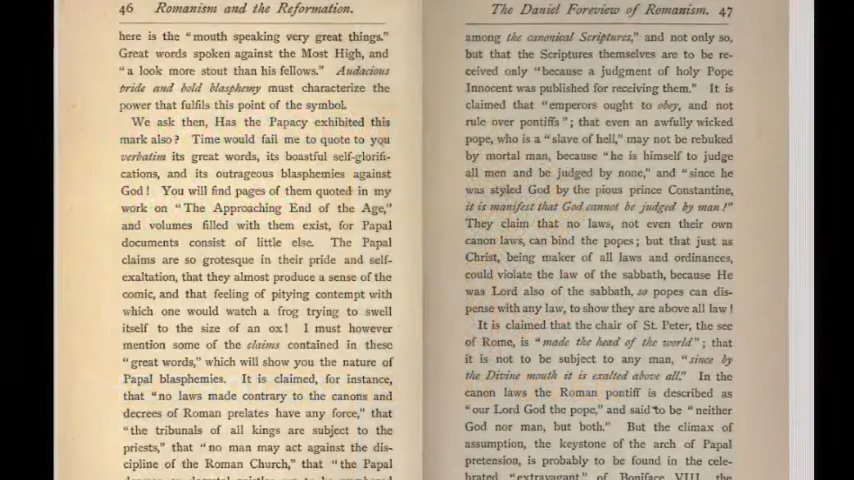 46 Romanism and the Reformation.
here is the "mouth speaking very great things."
Great words spoken against the Most High, and
"a look more stout than his fellows." Audacious
pride and bold blasphemy must characterize the
power that fulfils this point of the symbol.
We ask then, Has the Papacy exhibited this
mark also? Time would fail me to quote to you
verbatim its great words, its boastful self-glorifi-
cations, and its outrageous blasphemies against
God! You will find pages of them quoted in my
work on "The Approaching End of the Age,"
and volumes filled with them exist, for Papal
documents consist of little else. The Papal
claims are so grotesque in their pride and self-
exaltation, that they almost produce a sense of the
comic, and that feeling of pitying contempt with
which one would watch a frog trying to swell
itself to the size of an ox! I must however
mention some of the claims contained in these
"great words," which will show you the nature of
Papal blasphemies. It is claimed, for instance,
that "no laws made contrary to the canons and
decrees of Roman prelates have any force," that
"the tribunals of all kings are subject to the
priests," that "no man may act against the dis-
cipline of the Roman Church," that "the Papal
The Daniel Foreview of Romanism. 47
among the canonical Scriptures," and not only so,
but that the Scriptures themselves are to be re-
ceived only "because a judgment of holy Pope
Innocent was published for receiving them." It is
claimed that "emperors ought to obey, and not
rule over pontiffs"; that even an awfully wicked
pope, who is a "slave of hell," may not be rebuked
by mortal man, because "he is himself to judge
all men and be judged by none," and "since he
was styled God by the pious prince Constantine,
it is manifest that God cannot be judged by man!"
They claim that no laws, not even their own
canon laws, can bind the popes; but that just as
Christ, being maker of all laws and ordinances,
could violate the law of the sabbath, because He
was Lord also of the sabbath, so popes can dis-
pense with any law, to show they are above all law!
It is claimed that the chair of St. Peter, the see
of Rome, is "made the head of the world"; that
it is not to be subject to any man, "since by
the Divine mouth it is exalted above all." In the
canon laws the Roman pontiff is described as
"our Lord God the pope," and said to be "neither
God nor man, but both." But the climax of
assumption, the keystone of the arch of Papal
pretension, is probably to be found in the cele-
brated "extravagant" of Boniface VIII., the